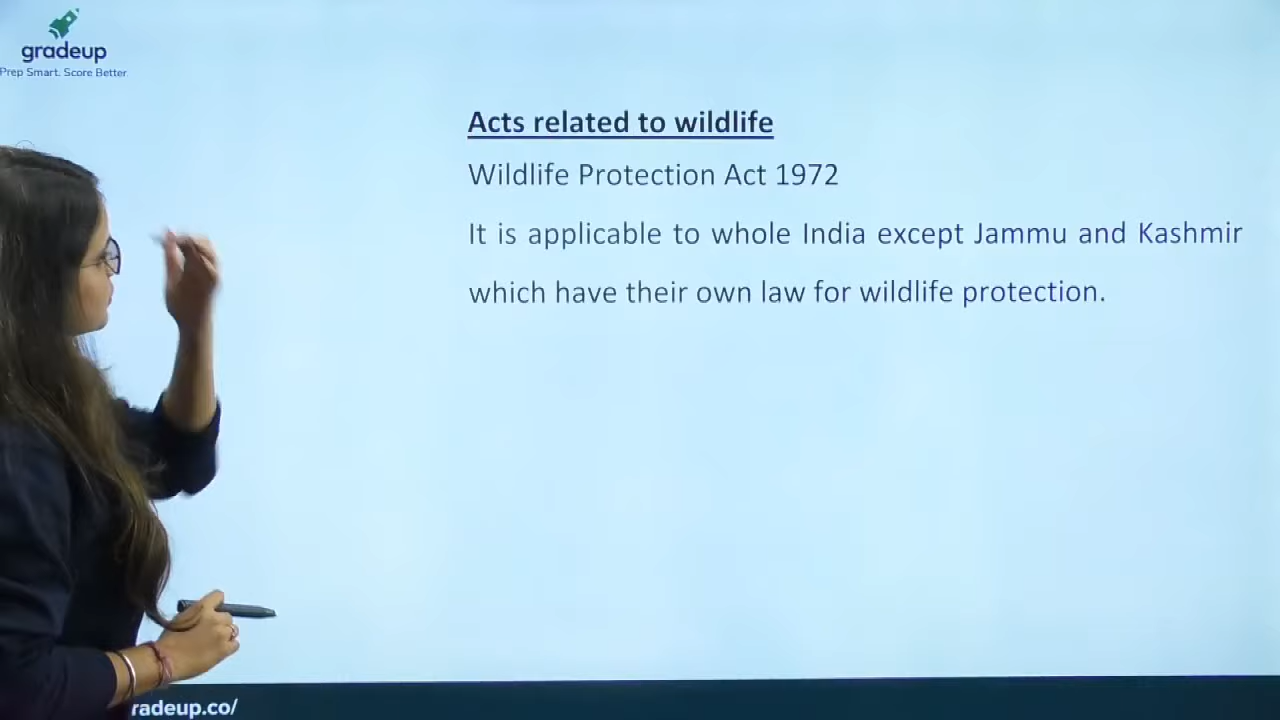 gradeup
Prep Smart. Score Better.
Acts related to wildlife
Wildlife Protection Act 1972
It is applicable to whole India except Jammu and Kashmir
which have their own law for wildlife protection.
radeup.co/